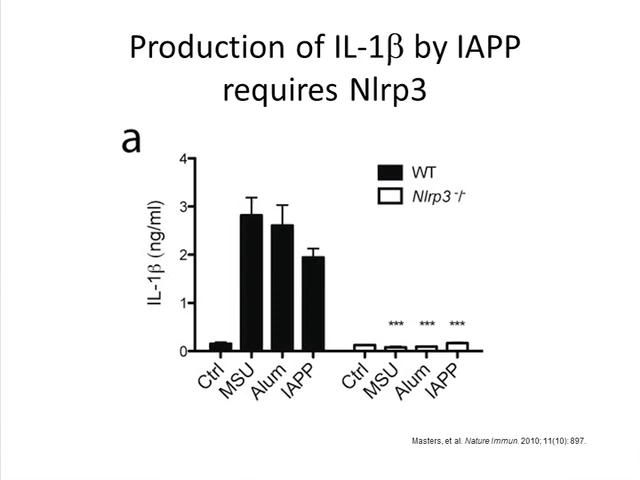 Production of IL-1β by IAPP
requires Nlrp3
a
IL-1β (ng/ml)
4
3
2
1
0
WT
Nlrp3 -/-
*** *** ***
Ctrl MSU Alum IAPP Ctrl MSU Alum IAPP
Masters, et al. Nature Immun. 2010; 11(10): 897.